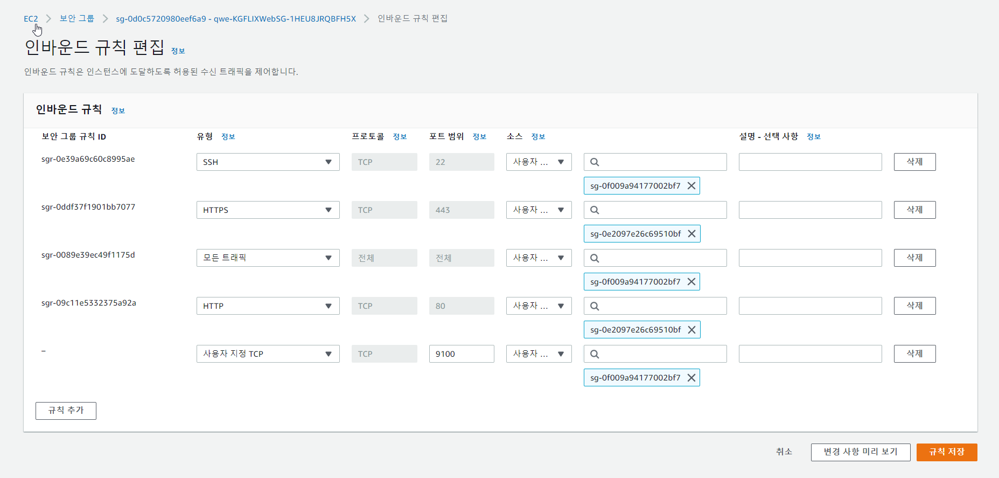 EC2 > 보안 그룹 > sg-0d0c5720980eef6a9 - qwe-KGFLIXWebSG-1HEU8JRQBFH5X > 인바운드 규칙 편집
인바운드 규칙 편집 정보
인바운드 규칙은 인스턴스에 도달하도록 허용된 수신 트래픽을 제어합니다.
인바운드 규칙 정보
보안 그룹 규칙 ID 유형 정보 프로토콜 정보 포트 범위 정보 소스 정보 설명 - 선택 사항 정보
sgr-0e39a69c60c8995ae SSH TCP 22 사용자 ... 삭제
sg-0f009a94177002bf7
sgr-0ddf37f1901bb7077 HTTPS TCP 443 사용자 ... 삭제
sg-0e2097e26c69510bf
sgr-0089e39ec49f1175d 모든 트래픽 전체 전체 사용자 ... 삭제
sg-0f009a94177002bf7
sgr-09c11e5332375a92a HTTP TCP 80 사용자 ... 삭제
sg-0e2097e26c69510bf
– 사용자 지정 TCP TCP 9100 사용자 ... 삭제
sg-0f009a94177002bf7
규칙 추가
취소 변경 사항 미리 보기 규칙 저장